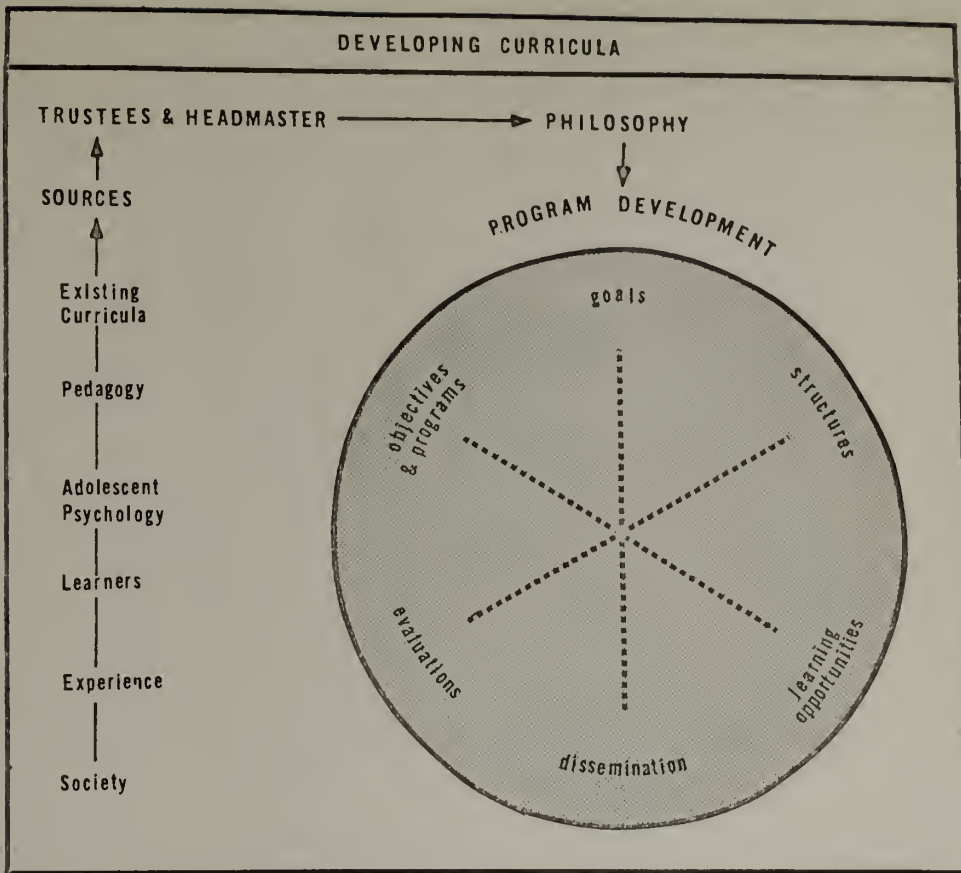 DEVELOPING CURRICULA
TRUSTEES & HEADMASTER
PHILOSOPHY
SOURCES
PROGRAM DEVELOPMENT
Existing
Curricula
Pedagogy
Adolescent
Psychology
Learners
Experience
Society
goals
structures
learning
opportunities
dissemination
evaluations
objectives
& programs